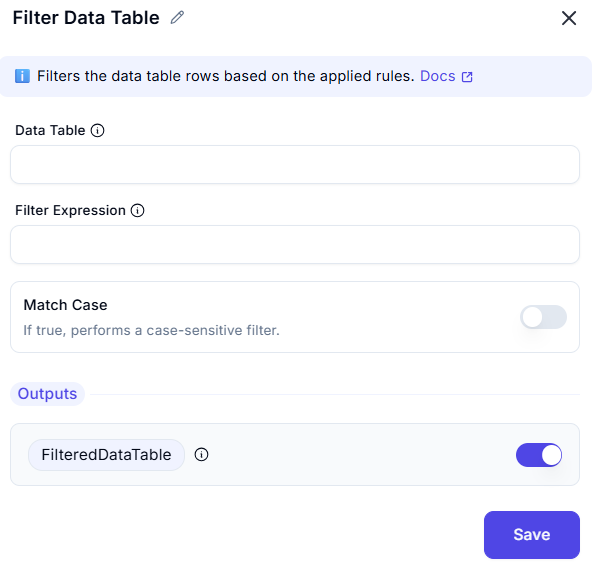 Filter Data Table
Filters the data table rows based on the applied rules. Docs
Data Table
Filter Expression
Match Case
If true, performs a case-sensitive filter.
Outputs
FilteredDataTable
Save